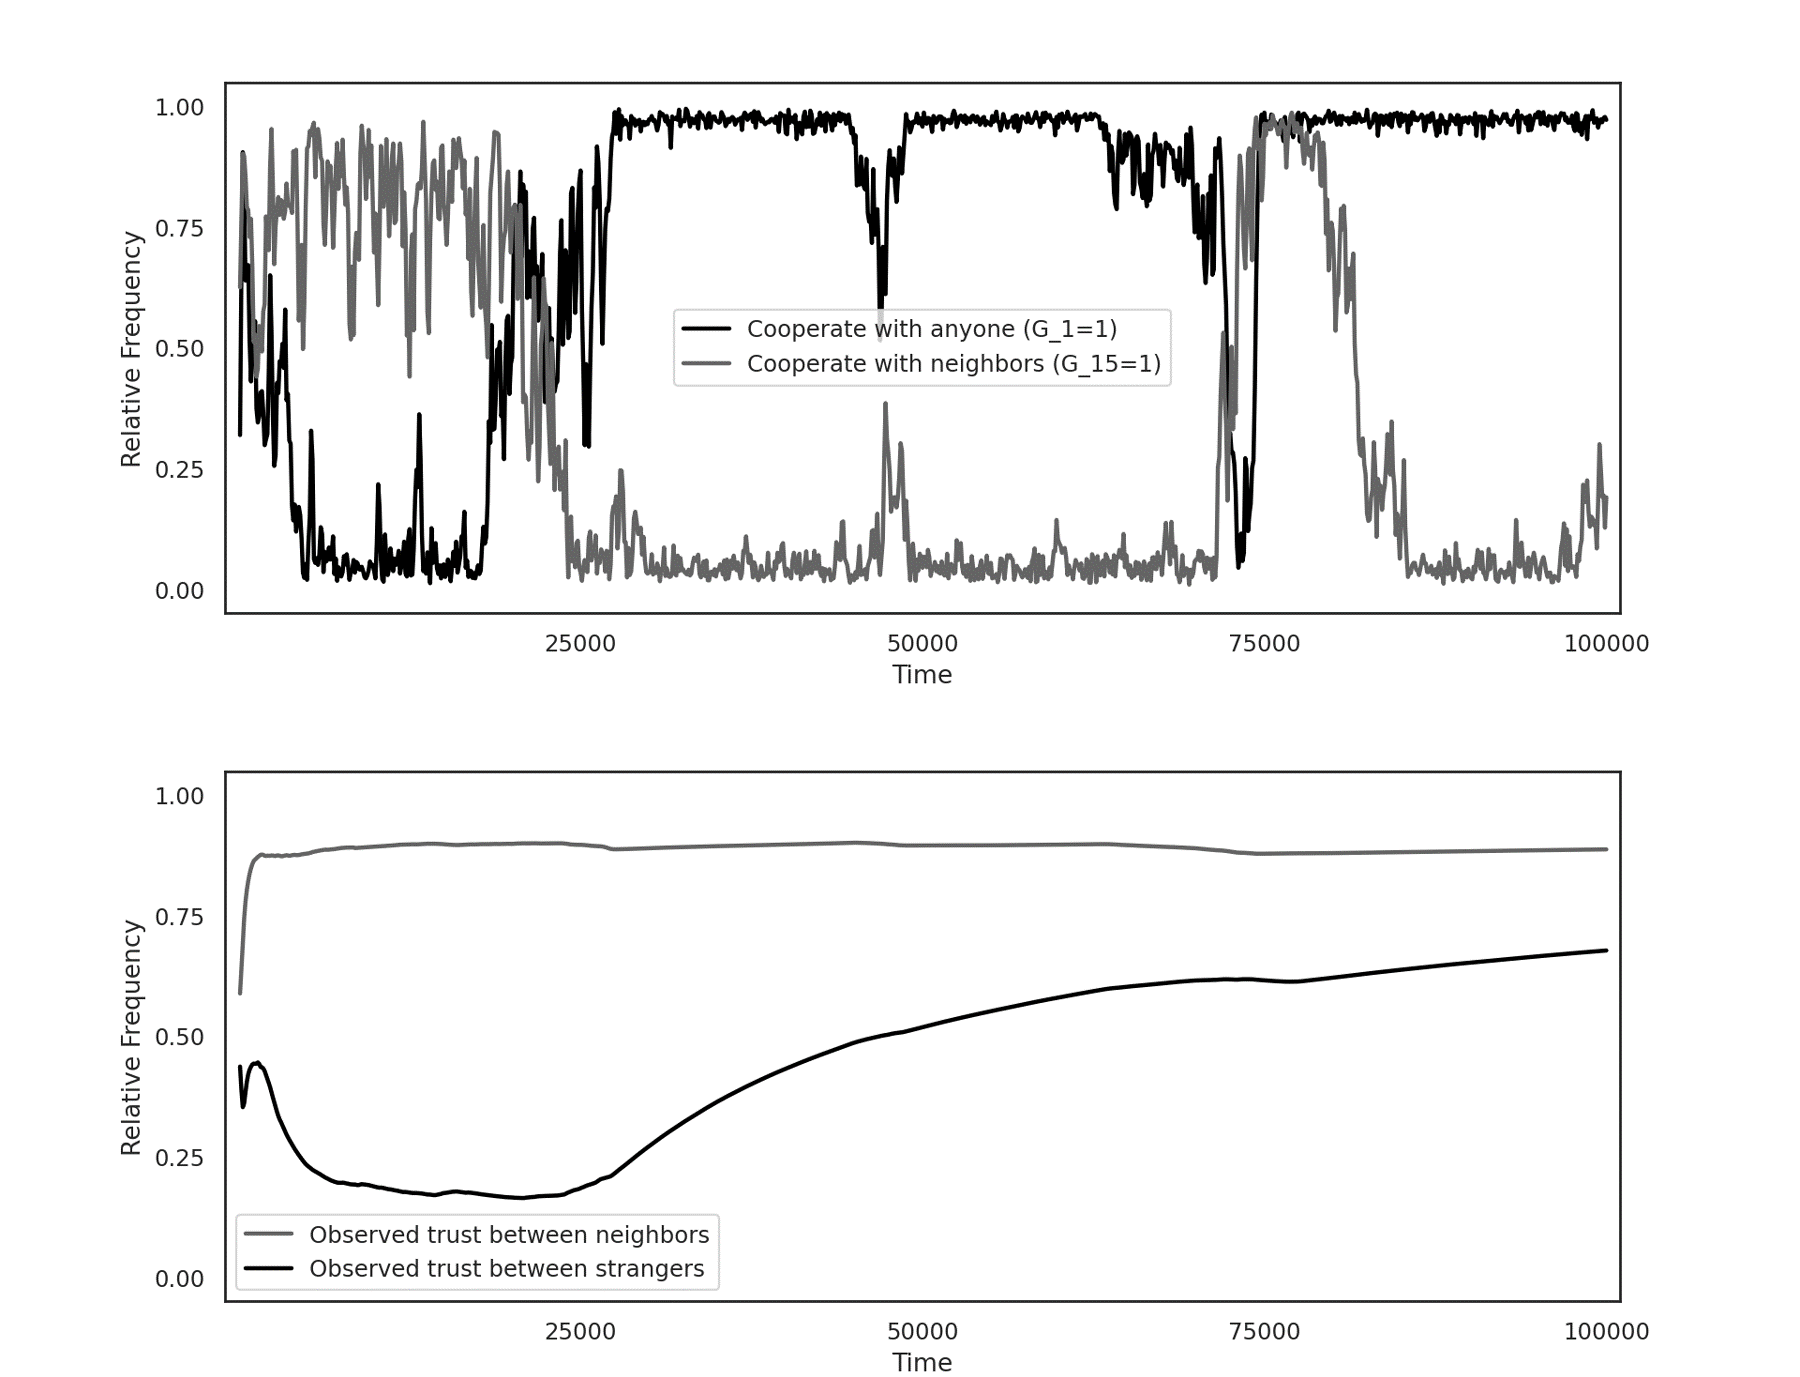 1.00
0.75
0.50
0.25
0.00
Relative Frequency
Cooperate with anyone (G_1=1)
Cooperate with neighbors (G_15=1)
25000 50000 75000 100000
Time
1.00
0.75
0.50
0.25
0.00
Relative Frequency
Observed trust between neighbors
Observed trust between strangers
25000 50000 75000 100000
Time